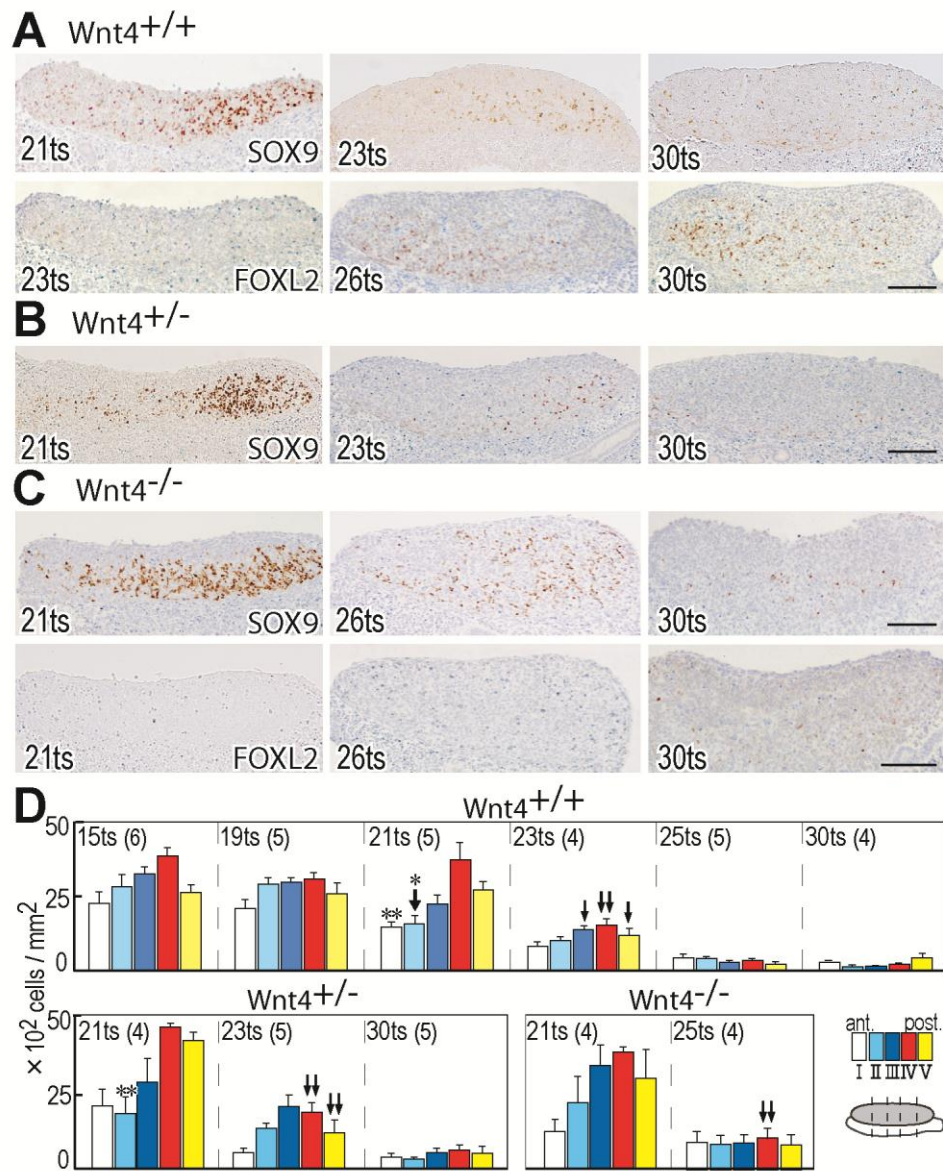 A Wnt4+/+
21ts SOX9 23ts 30ts
23ts FOXL2 26ts 30ts
B Wnt4+/-
21ts SOX9 23ts 30ts
C Wnt4-/-
21ts SOX9 26ts 30ts
21ts FOXL2 26ts 30ts
D Wnt4+/+
50 15ts (6) 19ts (5) 21ts (5) 23ts (4) 25ts (5) 30ts (4)
*
25 **
0
× 102 cells / mm2
Wnt4+/- Wnt4-/-
50 21ts (4) 23ts (5) 30ts (5) 21ts (4) 25ts (4)
ant. post.
** I II III IV V
25
0